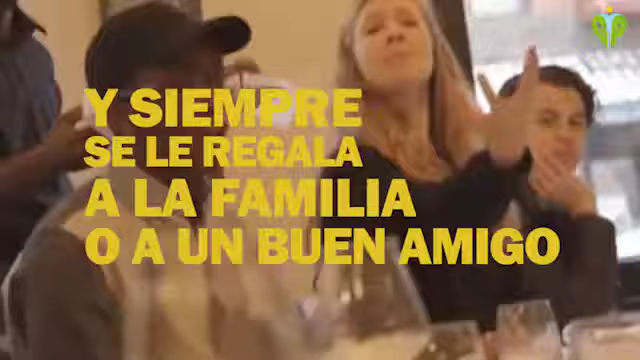 Y SIEMPRE
SE LE REGALA
A LA FAMILIA
O A UN BUEN AMIGO